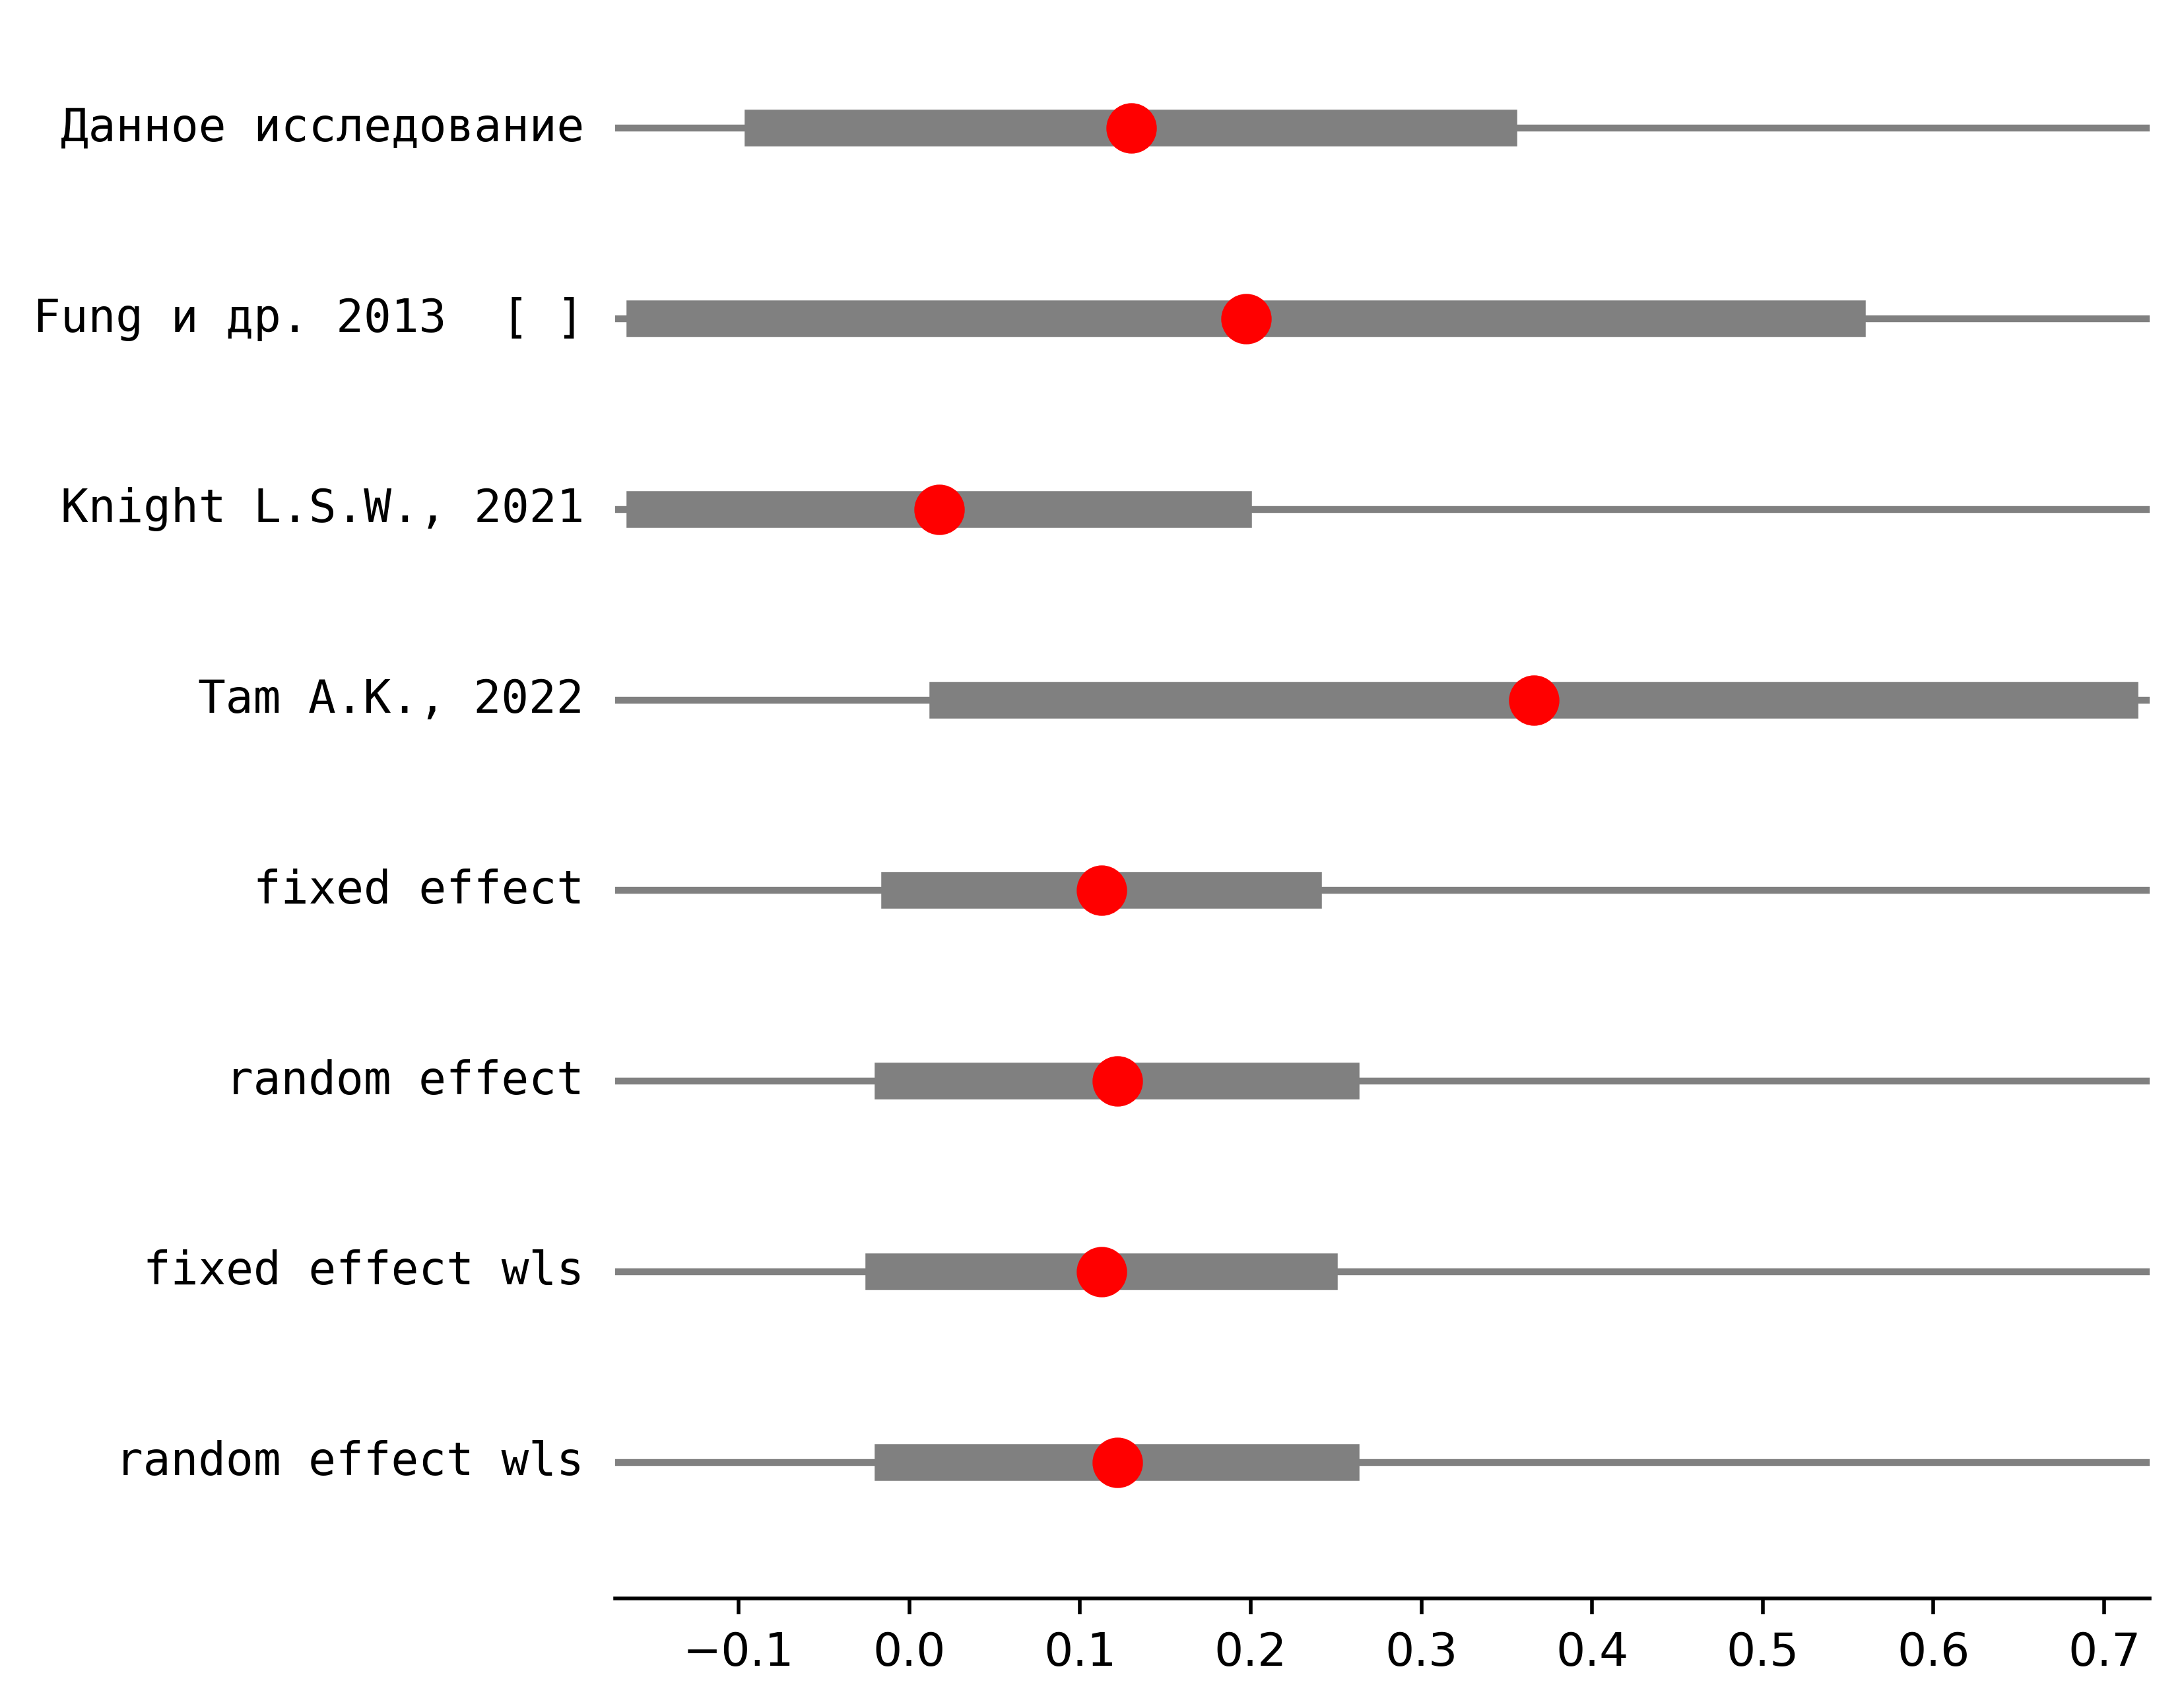 Данное исследование
Fung и др. 2013  [ ]
Knight L.S.W., 2021
Tam A.K., 2022
fixed effect
random effect
fixed effect wls
random effect wls
−0.1 0.0 0.1 0.2 0.3 0.4 0.5 0.6 0.7